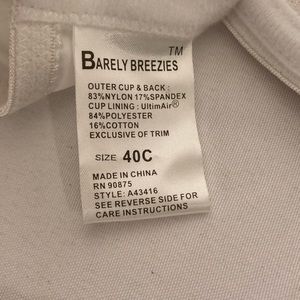 TM
BARELY BREEZIES
OUTER CUP & BACK :
83%NYLON 17%SPANDEX
CUP LINING : UltimAir®
84%POLYESTER
16%COTTON
EXCLUSIVE OF TRIM
SIZE 40C
MADE IN CHINA
RN 90875
STYLE: A43416
SEE REVERSE SIDE FOR
CARE INSTRUCTIONS